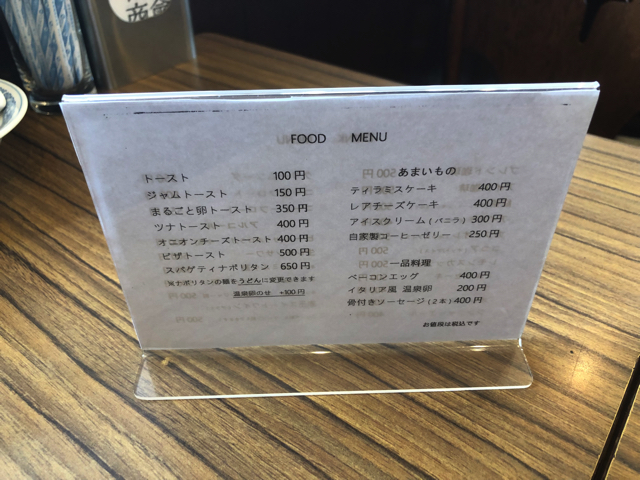 FOOD MENU
トースト 100円
ジャムトースト 150円
まるごと卵トースト 350円
ツナトースト 400円
オニオンチーズトースト 400円
ピザトースト 500円
スパゲティナポリタン 650円
※ナポリタンの麺をうどんに変更できます
温泉卵のせ +100円
あまいもの
ティラミスケーキ 400円
レアチーズケーキ 400円
アイスクリーム(バニラ) 300円
自家製コーヒーゼリー 250円
一品料理
ベーコンエッグ 400円
イタリア風 温泉卵 200円
骨付きソーセージ(2本) 400円
お値段は税込です